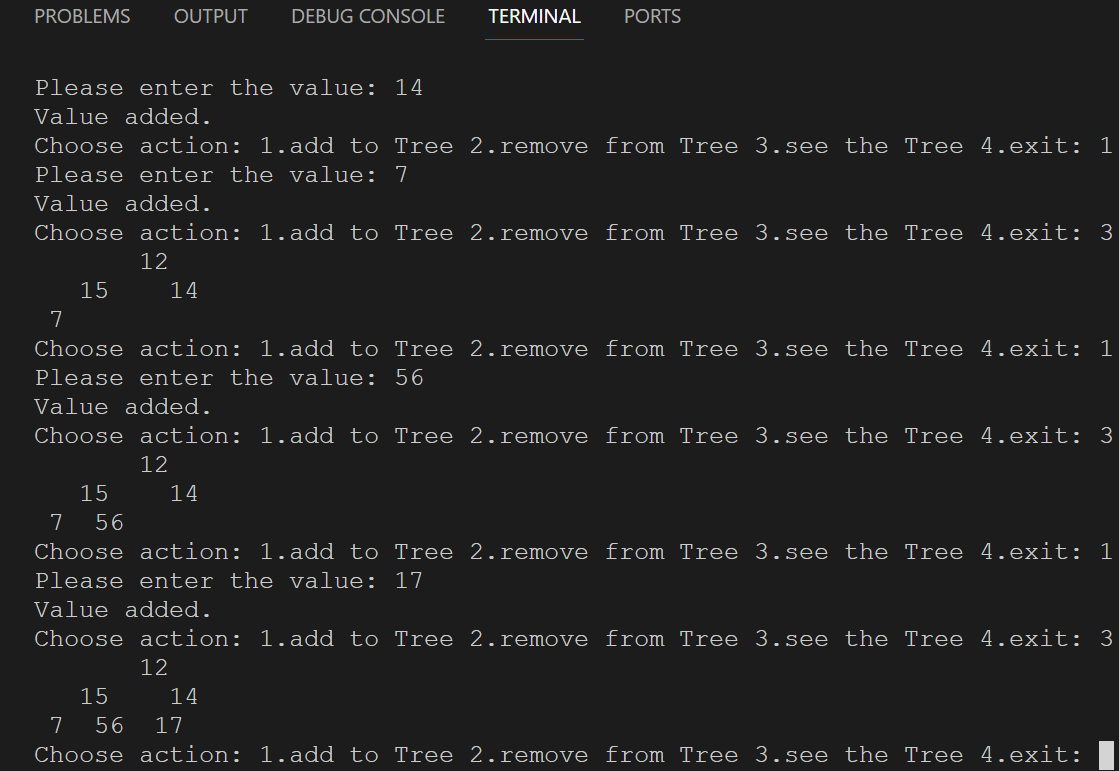 PROBLEMS OUTPUT DEBUG CONSOLE TERMINAL PORTS
Please enter the value: 14
Value added.
Choose action: 1.add to Tree 2.remove from Tree 3.see the Tree 4.exit: 1
Please enter the value: 7
Value added.
Choose action: 1.add to Tree 2.remove from Tree 3.see the Tree 4.exit: 3
       12
   15    14
 7
Choose action: 1.add to Tree 2.remove from Tree 3.see the Tree 4.exit: 1
Please enter the value: 56
Value added.
Choose action: 1.add to Tree 2.remove from Tree 3.see the Tree 4.exit: 3
       12
   15    14
 7  56
Choose action: 1.add to Tree 2.remove from Tree 3.see the Tree 4.exit: 1
Please enter the value: 17
Value added.
Choose action: 1.add to Tree 2.remove from Tree 3.see the Tree 4.exit: 3
       12
   15    14
 7  56  17
Choose action: 1.add to Tree 2.remove from Tree 3.see the Tree 4.exit: